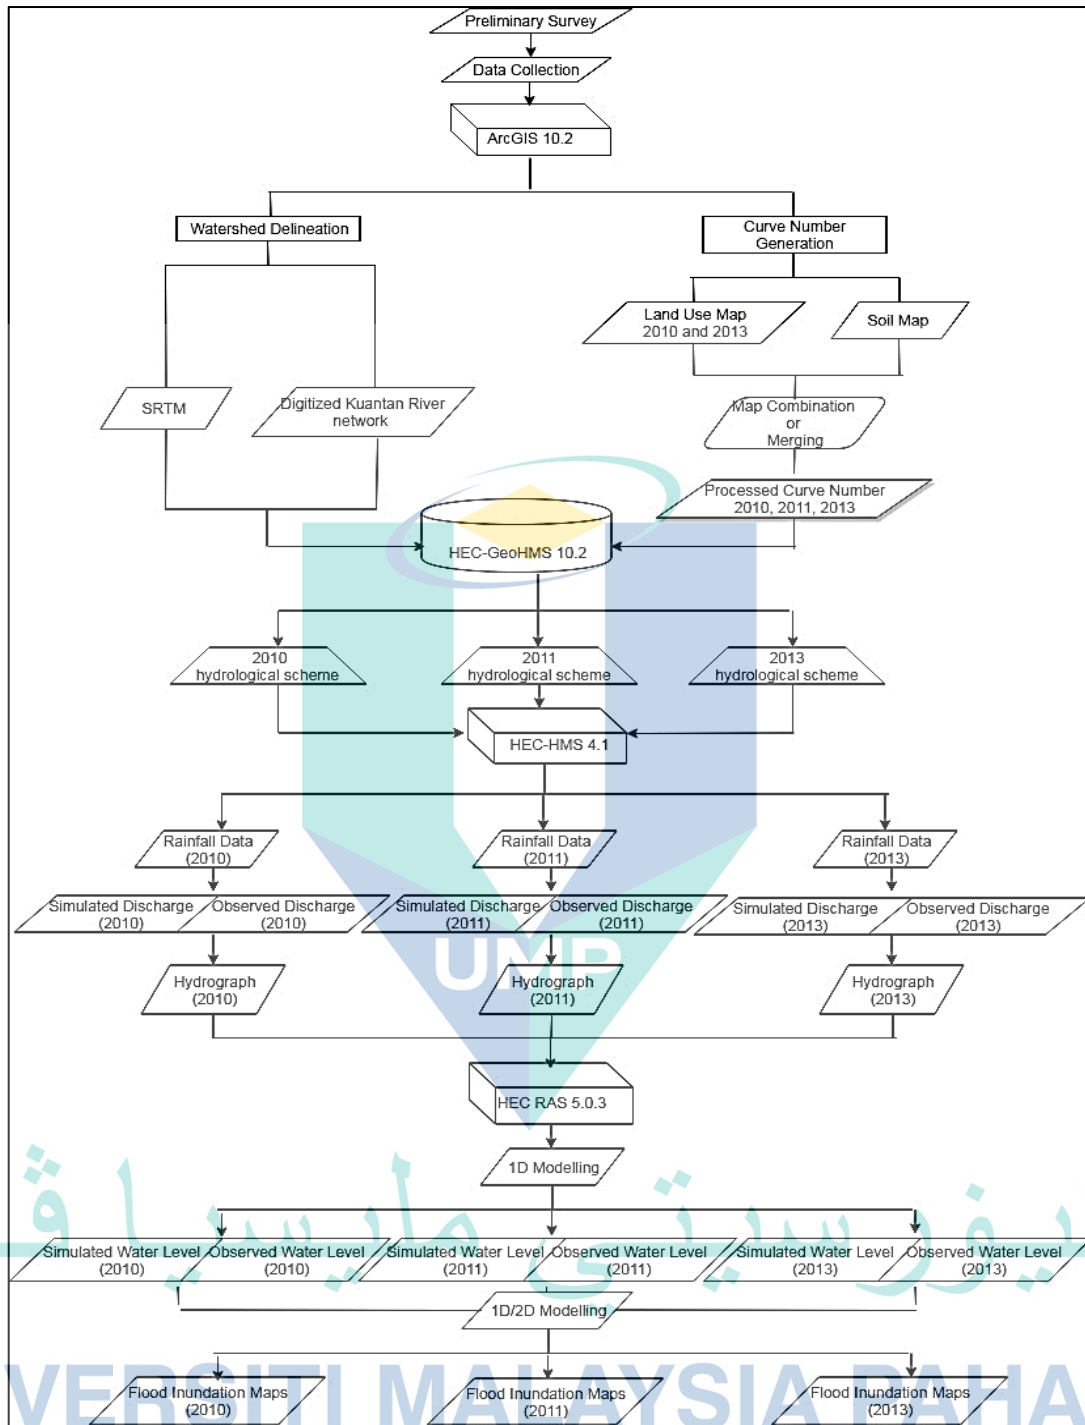 Preliminary Survey
Data Collection
ArcGIS 10.2
Watershed Delineation
Curve Number
Generation
Land Use Map
2010 and 2013
Soil Map
SRTM
Digitized Kuantan River
network
Map Combination
or
Merging
Processed Curve Number
2010, 2011, 2013
HEC-GeoHMS 10.2
2010
hydrological scheme
2011
hydrological scheme
2013
hydrological scheme
HEC-HMS 4.1
Rainfall Data
(2010)
Rainfall Data
(2011)
Rainfall Data
(2013)
Simulated Discharge
(2010)
Observed Discharge
(2010)
Simulated Discharge
(2011)
Observed Discharge
(2011)
Simulated Discharge
(2013)
Observed Discharge
(2013)
UMP
Hydrograph
(2010)
Hydrograph
(2011)
Hydrograph
(2013)
HEC RAS 5.0.3
1D Modelling
يفرسيتي مليسيا ڤ
Simulated Water Level
(2010)
Observed Water Level
(2010)
Simulated Water Level
(2011)
Observed Water Level
(2011)
Simulated Water Level
(2013)
Observed Water Level
(2013)
1D/2D Modelling
VERSITI MALAYSIA PAHA
Flood Inundation Maps
(2010)
Flood Inundation Maps
(2011)
Flood Inundation Maps
(2013)